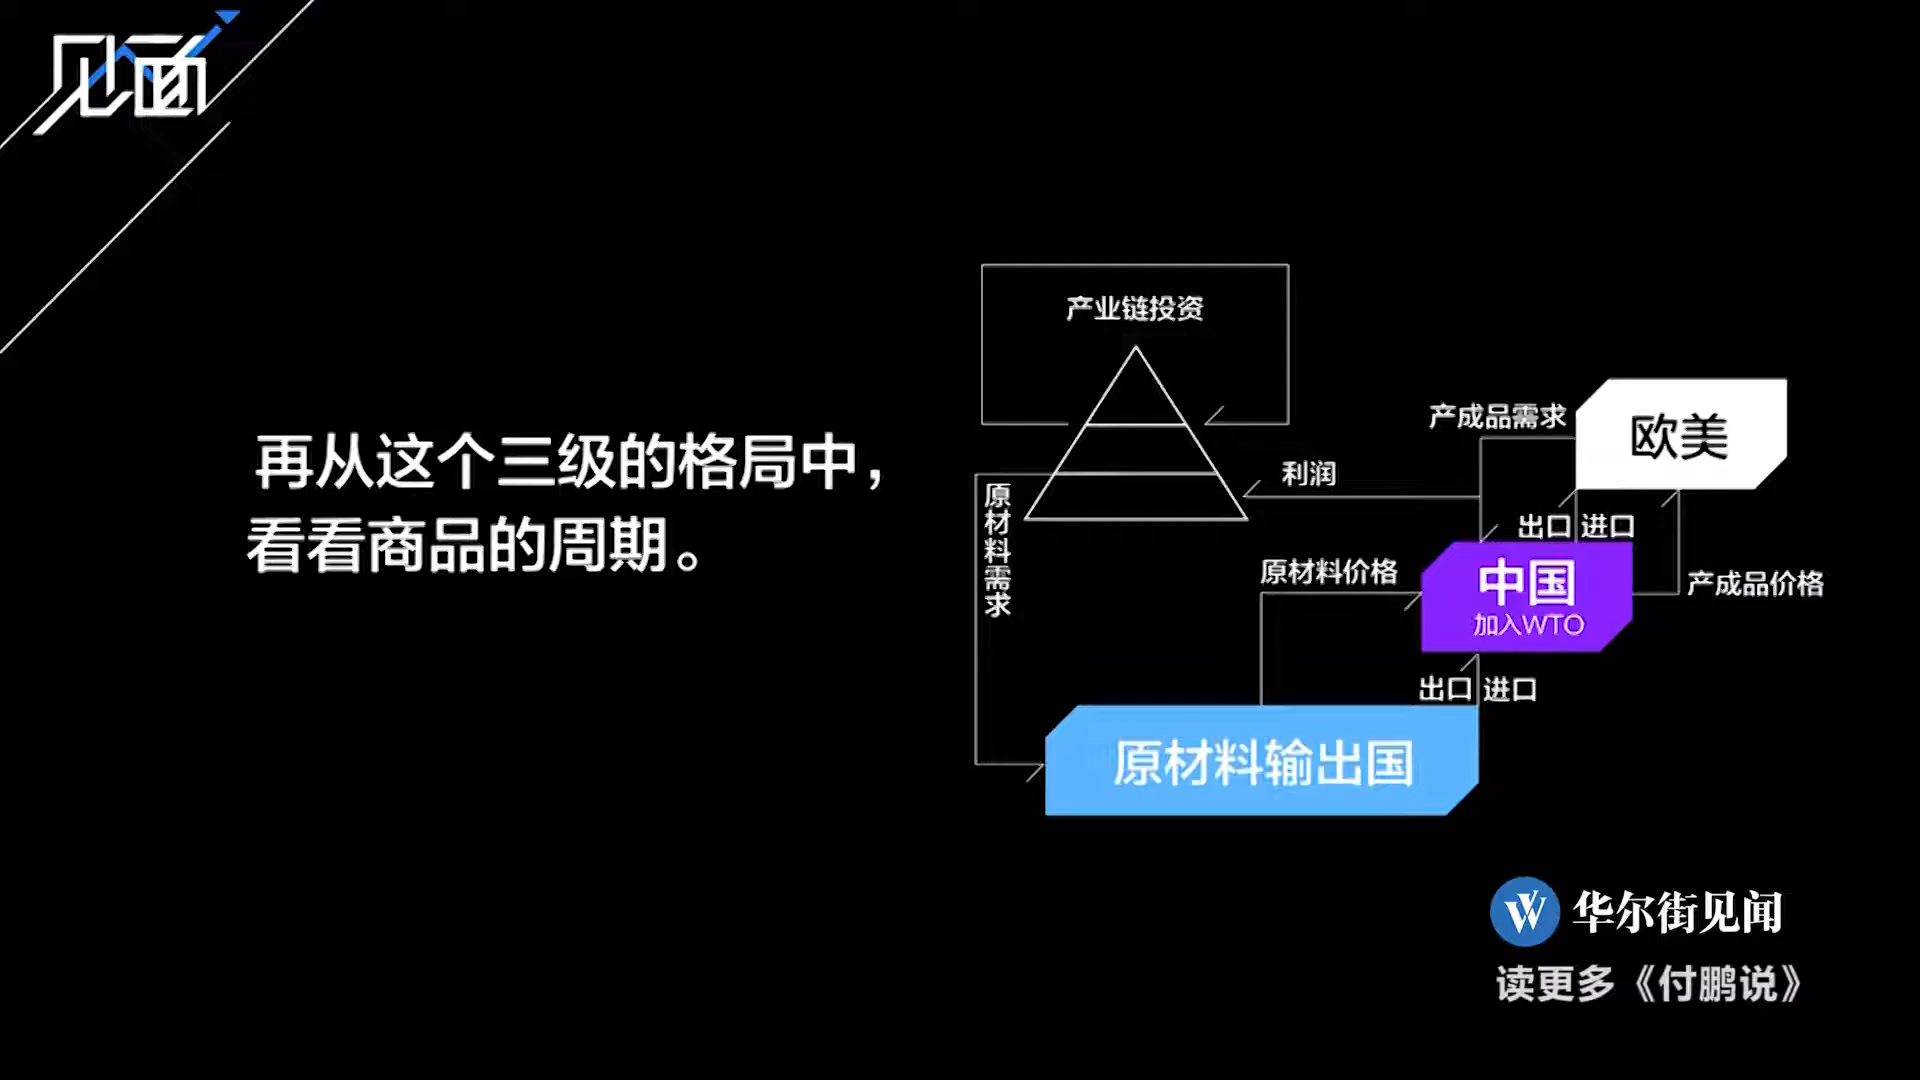 见面
再从这个三级的格局中，
看看商品的周期。
产业链投资
产成品需求
欧美
利润
原材料需求
出口 进口
原材料价格
中国
加入WTO
产成品价格
出口 进口
原材料输出国
W 华尔街见闻
读更多《付鹏说》